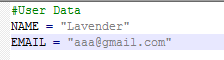 #User Data
NAME = "Lavender"
EMAIL = "aaa@gmail.com"